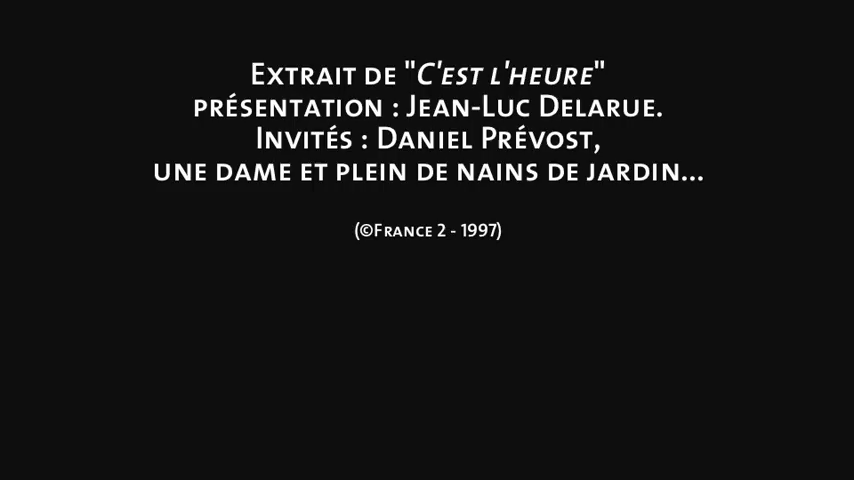 Extrait de "C'est l'heure"
présentation : Jean-Luc Delarue.
Invités : Daniel Prévost,
une dame et plein de nains de jardin...
(©France 2 - 1997)